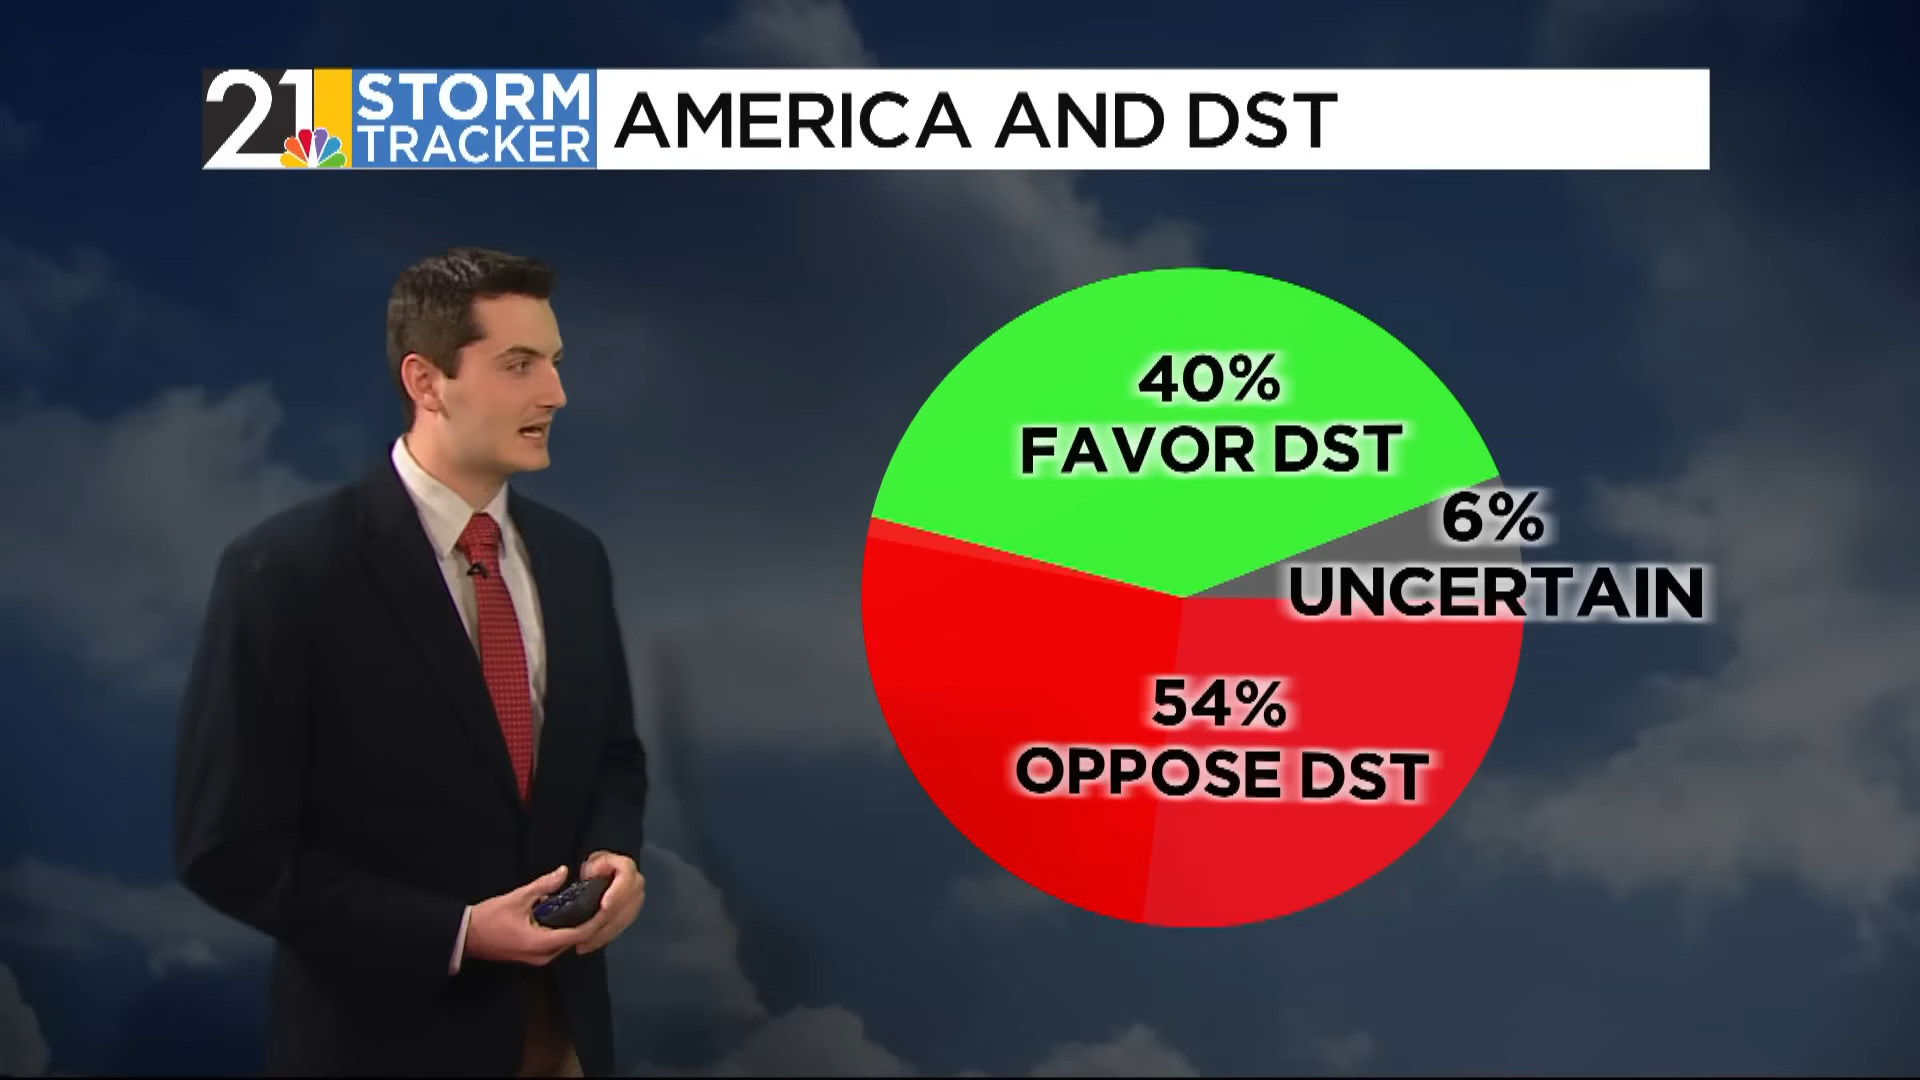 21 STORM
TRACKER
AMERICA AND DST
40%
FAVOR DST
6%
UNCERTAIN
54%
OPPOSE DST